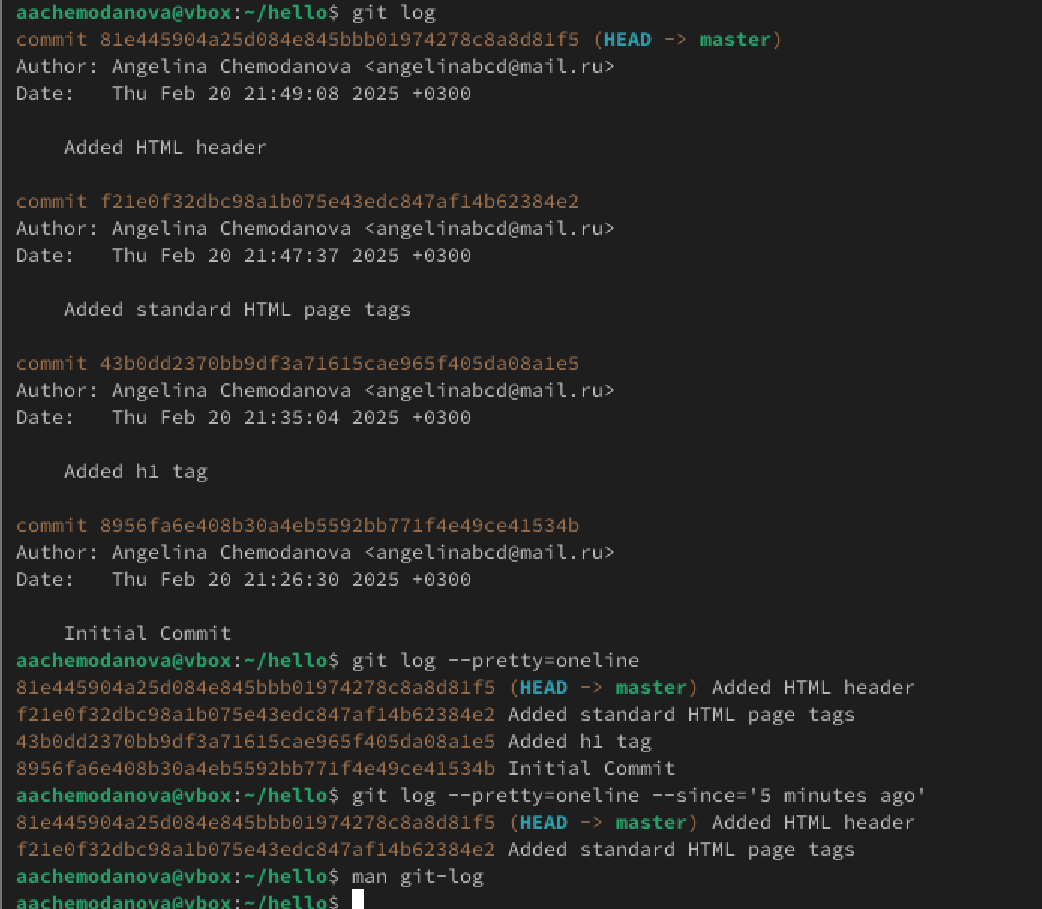 aachemodanova@vbox:~/hello$ git log
commit 81e445904a25d084e845bbb01974278c8a8d81f5 (HEAD -> master)
Author: Angelina Chemodanova <angelinabcd@mail.ru>
Date:   Thu Feb 20 21:49:08 2025 +0300
    Added HTML header
commit f21e0f32dbc98a1b075e43edc847af14b62384e2
Author: Angelina Chemodanova <angelinabcd@mail.ru>
Date:   Thu Feb 20 21:47:37 2025 +0300
    Added standard HTML page tags
commit 43b0dd2370bb9df3a71615cae965f405da08a1e5
Author: Angelina Chemodanova <angelinabcd@mail.ru>
Date:   Thu Feb 20 21:35:04 2025 +0300
    Added h1 tag
commit 8956fa6e408b30a4eb5592bb771f4e49ce41534b
Author: Angelina Chemodanova <angelinabcd@mail.ru>
Date:   Thu Feb 20 21:26:30 2025 +0300
    Initial Commit
aachemodanova@vbox:~/hello$ git log --pretty=oneline
81e445904a25d084e845bbb01974278c8a8d81f5 (HEAD -> master) Added HTML header
f21e0f32dbc98a1b075e43edc847af14b62384e2 Added standard HTML page tags
43b0dd2370bb9df3a71615cae965f405da08a1e5 Added h1 tag
8956fa6e408b30a4eb5592bb771f4e49ce41534b Initial Commit
aachemodanova@vbox:~/hello$ git log --pretty=oneline --since='5 minutes ago'
81e445904a25d084e845bbb01974278c8a8d81f5 (HEAD -> master) Added HTML header
f21e0f32dbc98a1b075e43edc847af14b62384e2 Added standard HTML page tags
aachemodanova@vbox:~/hello$ man git-log
aachemodanova@vbox:~/hello$